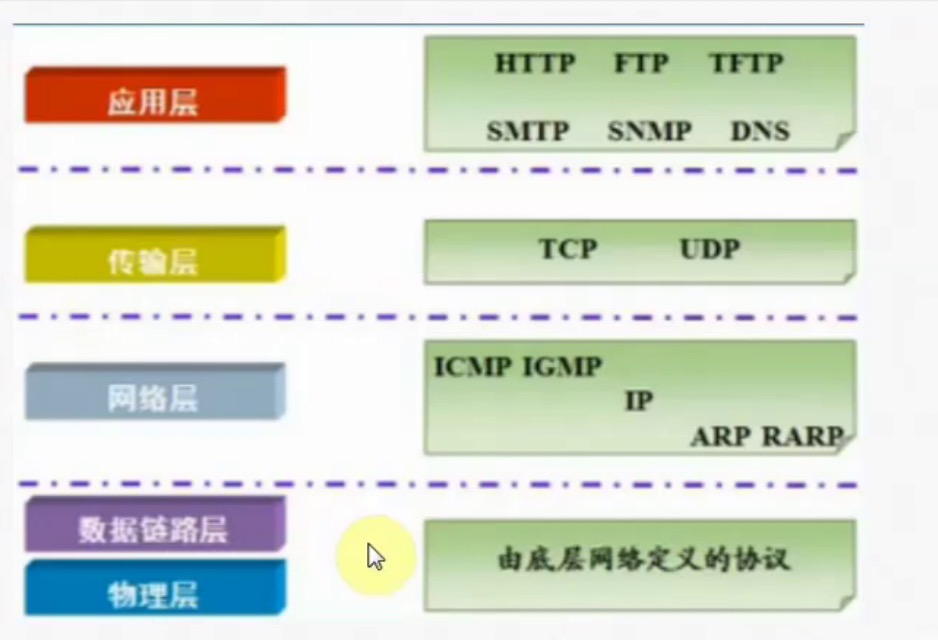 应用层
HTTP FTP TFTP
SMTP SNMP DNS
传输层
TCP UDP
网络层
ICMP IGMP
IP
ARP RARP
数据链路层
物理层
由底层网络定义的协议